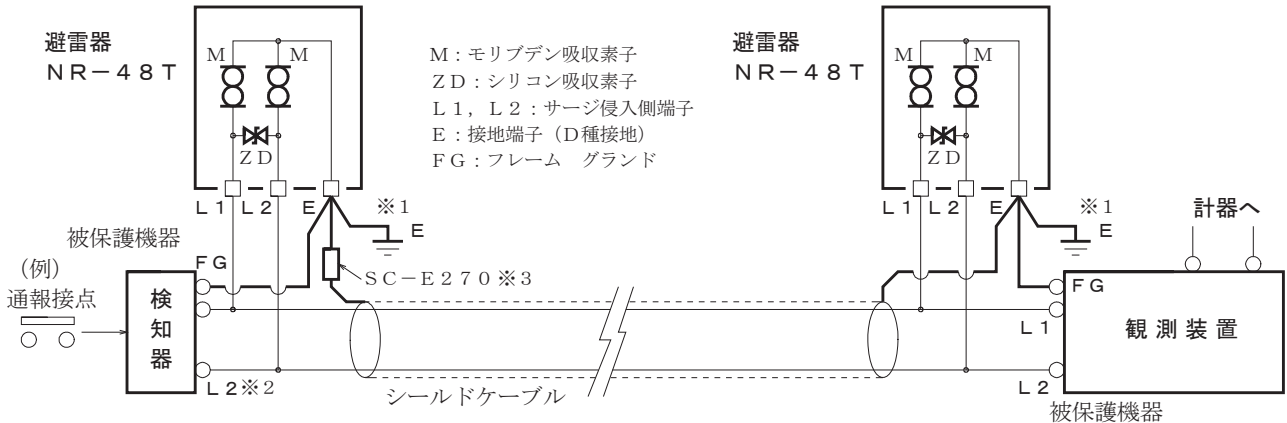 避雷器
NR－48T
M
M
ZD
L1
L2
E
※1
E
M：モリブデン吸収素子
ZD：シリコン吸収素子
L1，L2：サージ侵入側端子
E：接地端子（D種接地）
FG：フレーム　グランド
避雷器
NR－48T
M
M
ZD
L1
L2
E
※1
E
計器へ
被保護機器
（例）
通報接点
FG
検知器
L2※2
SC－E270※3
シールドケーブル
FG
L1
L2
観測装置
被保護機器